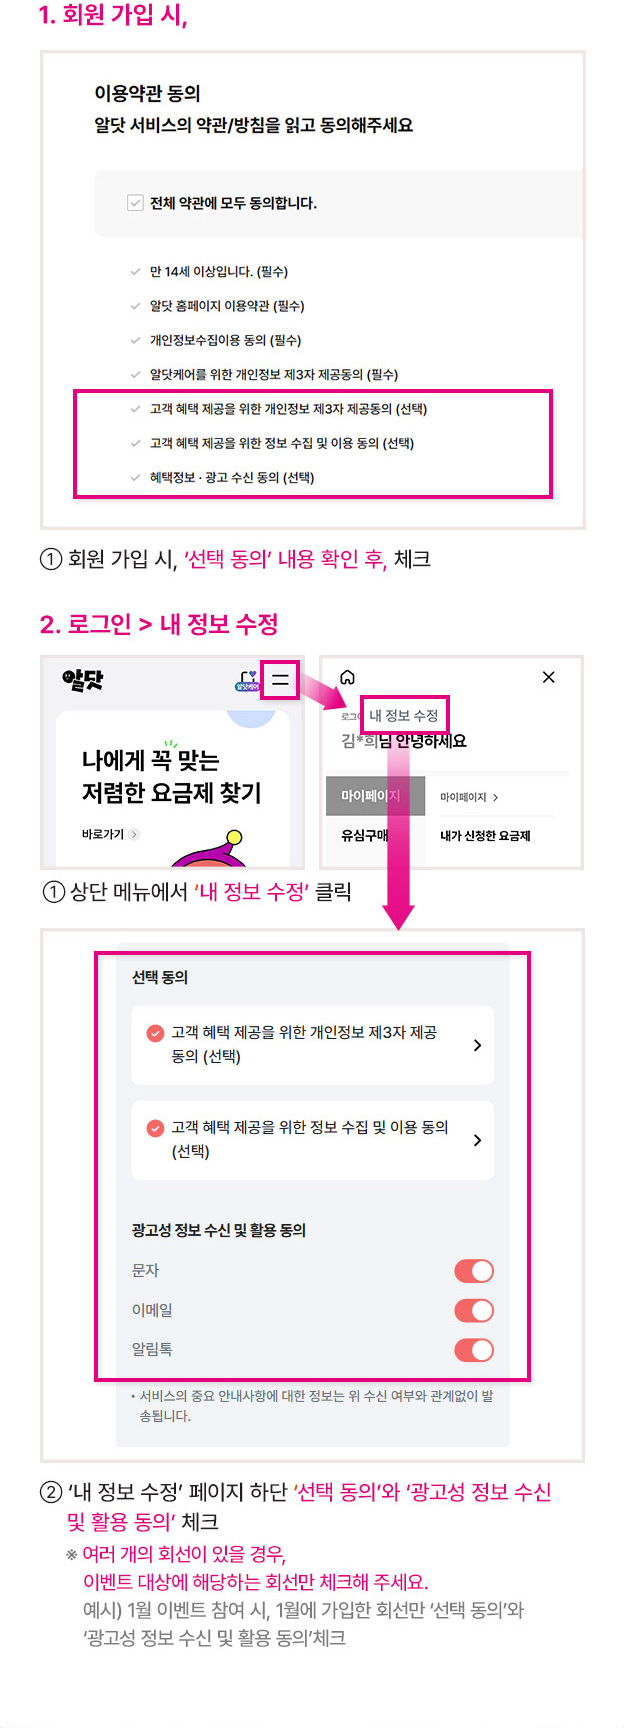 1. 회원 가입 시,
이용약관 동의
알닷 서비스의 약관/방침을 읽고 동의해주세요
전체 약관에 모두 동의합니다.
만 14세 이상입니다. (필수)
알닷 홈페이지 이용약관 (필수)
개인정보수집이용 동의 (필수)
알닷케어를 위한 개인정보 제3자 제공동의 (필수)
고객 혜택 제공을 위한 개인정보 제3자 제공동의 (선택)
고객 혜택 제공을 위한 정보 수집 및 이용 동의 (선택)
혜택정보 · 광고 수신 동의 (선택)
① 회원 가입 시, ‘선택 동의’ 내용 확인 후, 체크
2. 로그인 > 내 정보 수정
알닷
나에게 꼭 맞는
저렴한 요금제 찾기
바로가기
내 정보 수정
김*희님 안녕하세요
마이페이지
마이페이지 >
유심구매
내가 신청한 요금제
① 상단 메뉴에서 ‘내 정보 수정’ 클릭
선택 동의
고객 혜택 제공을 위한 개인정보 제3자 제공
동의 (선택)
고객 혜택 제공을 위한 정보 수집 및 이용 동의
(선택)
광고성 정보 수신 및 활용 동의
문자
이메일
알림톡
• 서비스의 중요 안내사항에 대한 정보는 위 수신 여부와 관계없이 발
송됩니다.
② ‘내 정보 수정’ 페이지 하단 ‘선택 동의’와 ‘광고성 정보 수신
및 활용 동의’ 체크
※ 여러 개의 회선이 있을 경우,
이벤트 대상에 해당하는 회선만 체크해 주세요.
예시) 1월 이벤트 참여 시, 1월에 가입한 회선만 ‘선택 동의’와
‘광고성 정보 수신 및 활용 동의’체크